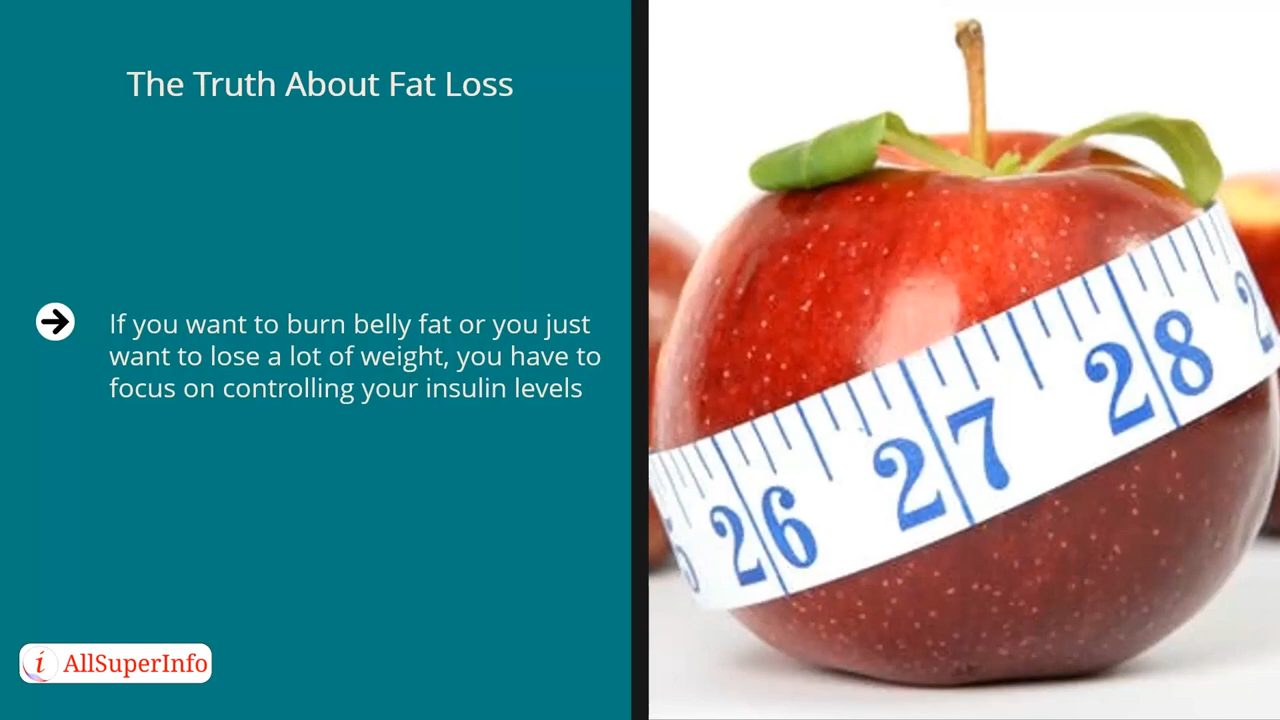 The Truth About Fat Loss
If you want to burn belly fat or you just
want to lose a lot of weight, you have to
focus on controlling your insulin levels
i AllSuperInfo
26 27 28 2